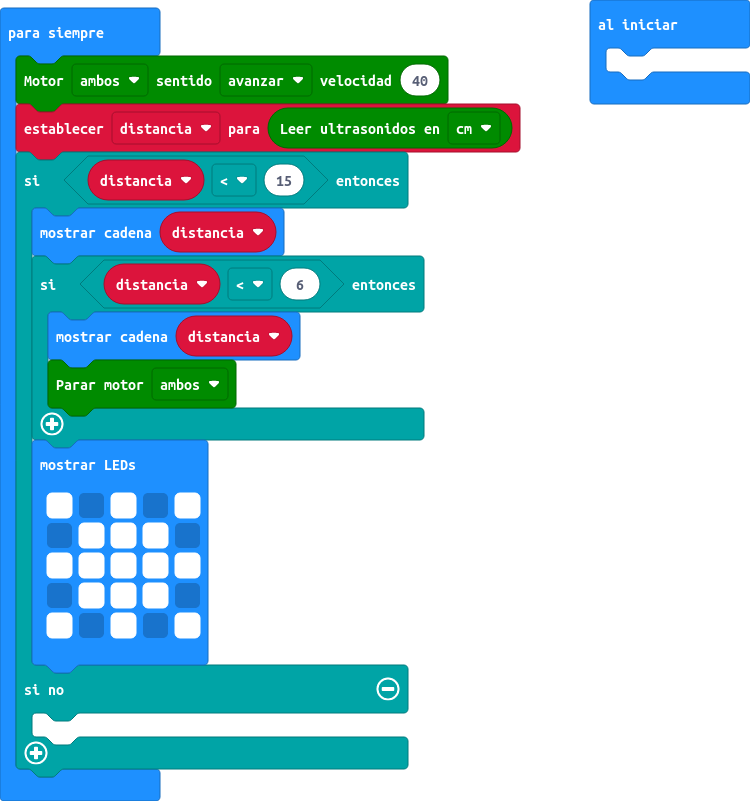 para siempre
al iniciar
Motor ambos sentido avanzar velocidad 40
establecer distancia para Leer ultrasonidos en cm
si distancia < 15 entonces
mostrar cadena distancia
si distancia < 6 entonces
mostrar cadena distancia
Parar motor ambos
mostrar LEDs
si no